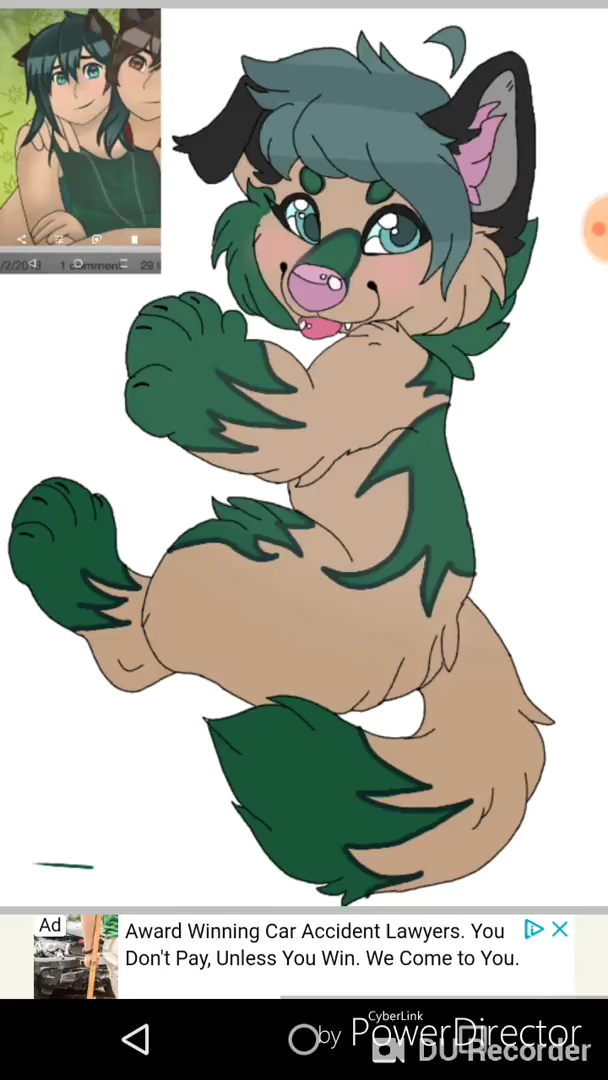 1 comment
29
Ad
Award Winning Car Accident Lawyers. You
Don't Pay, Unless You Win. We Come to You.
CyberLink
by PowerDirector
DU Recorder